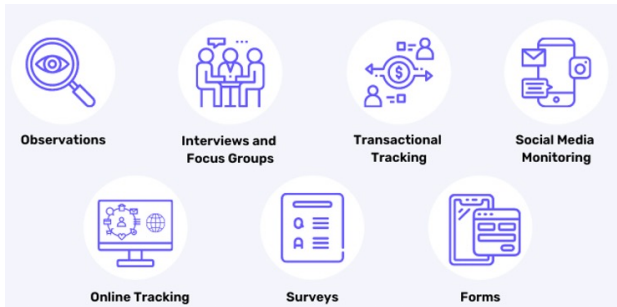 Observations
Interviews and
Focus Groups
Transactional
Tracking
Social Media
Monitoring
Q
A
Online Tracking
Surveys
Forms